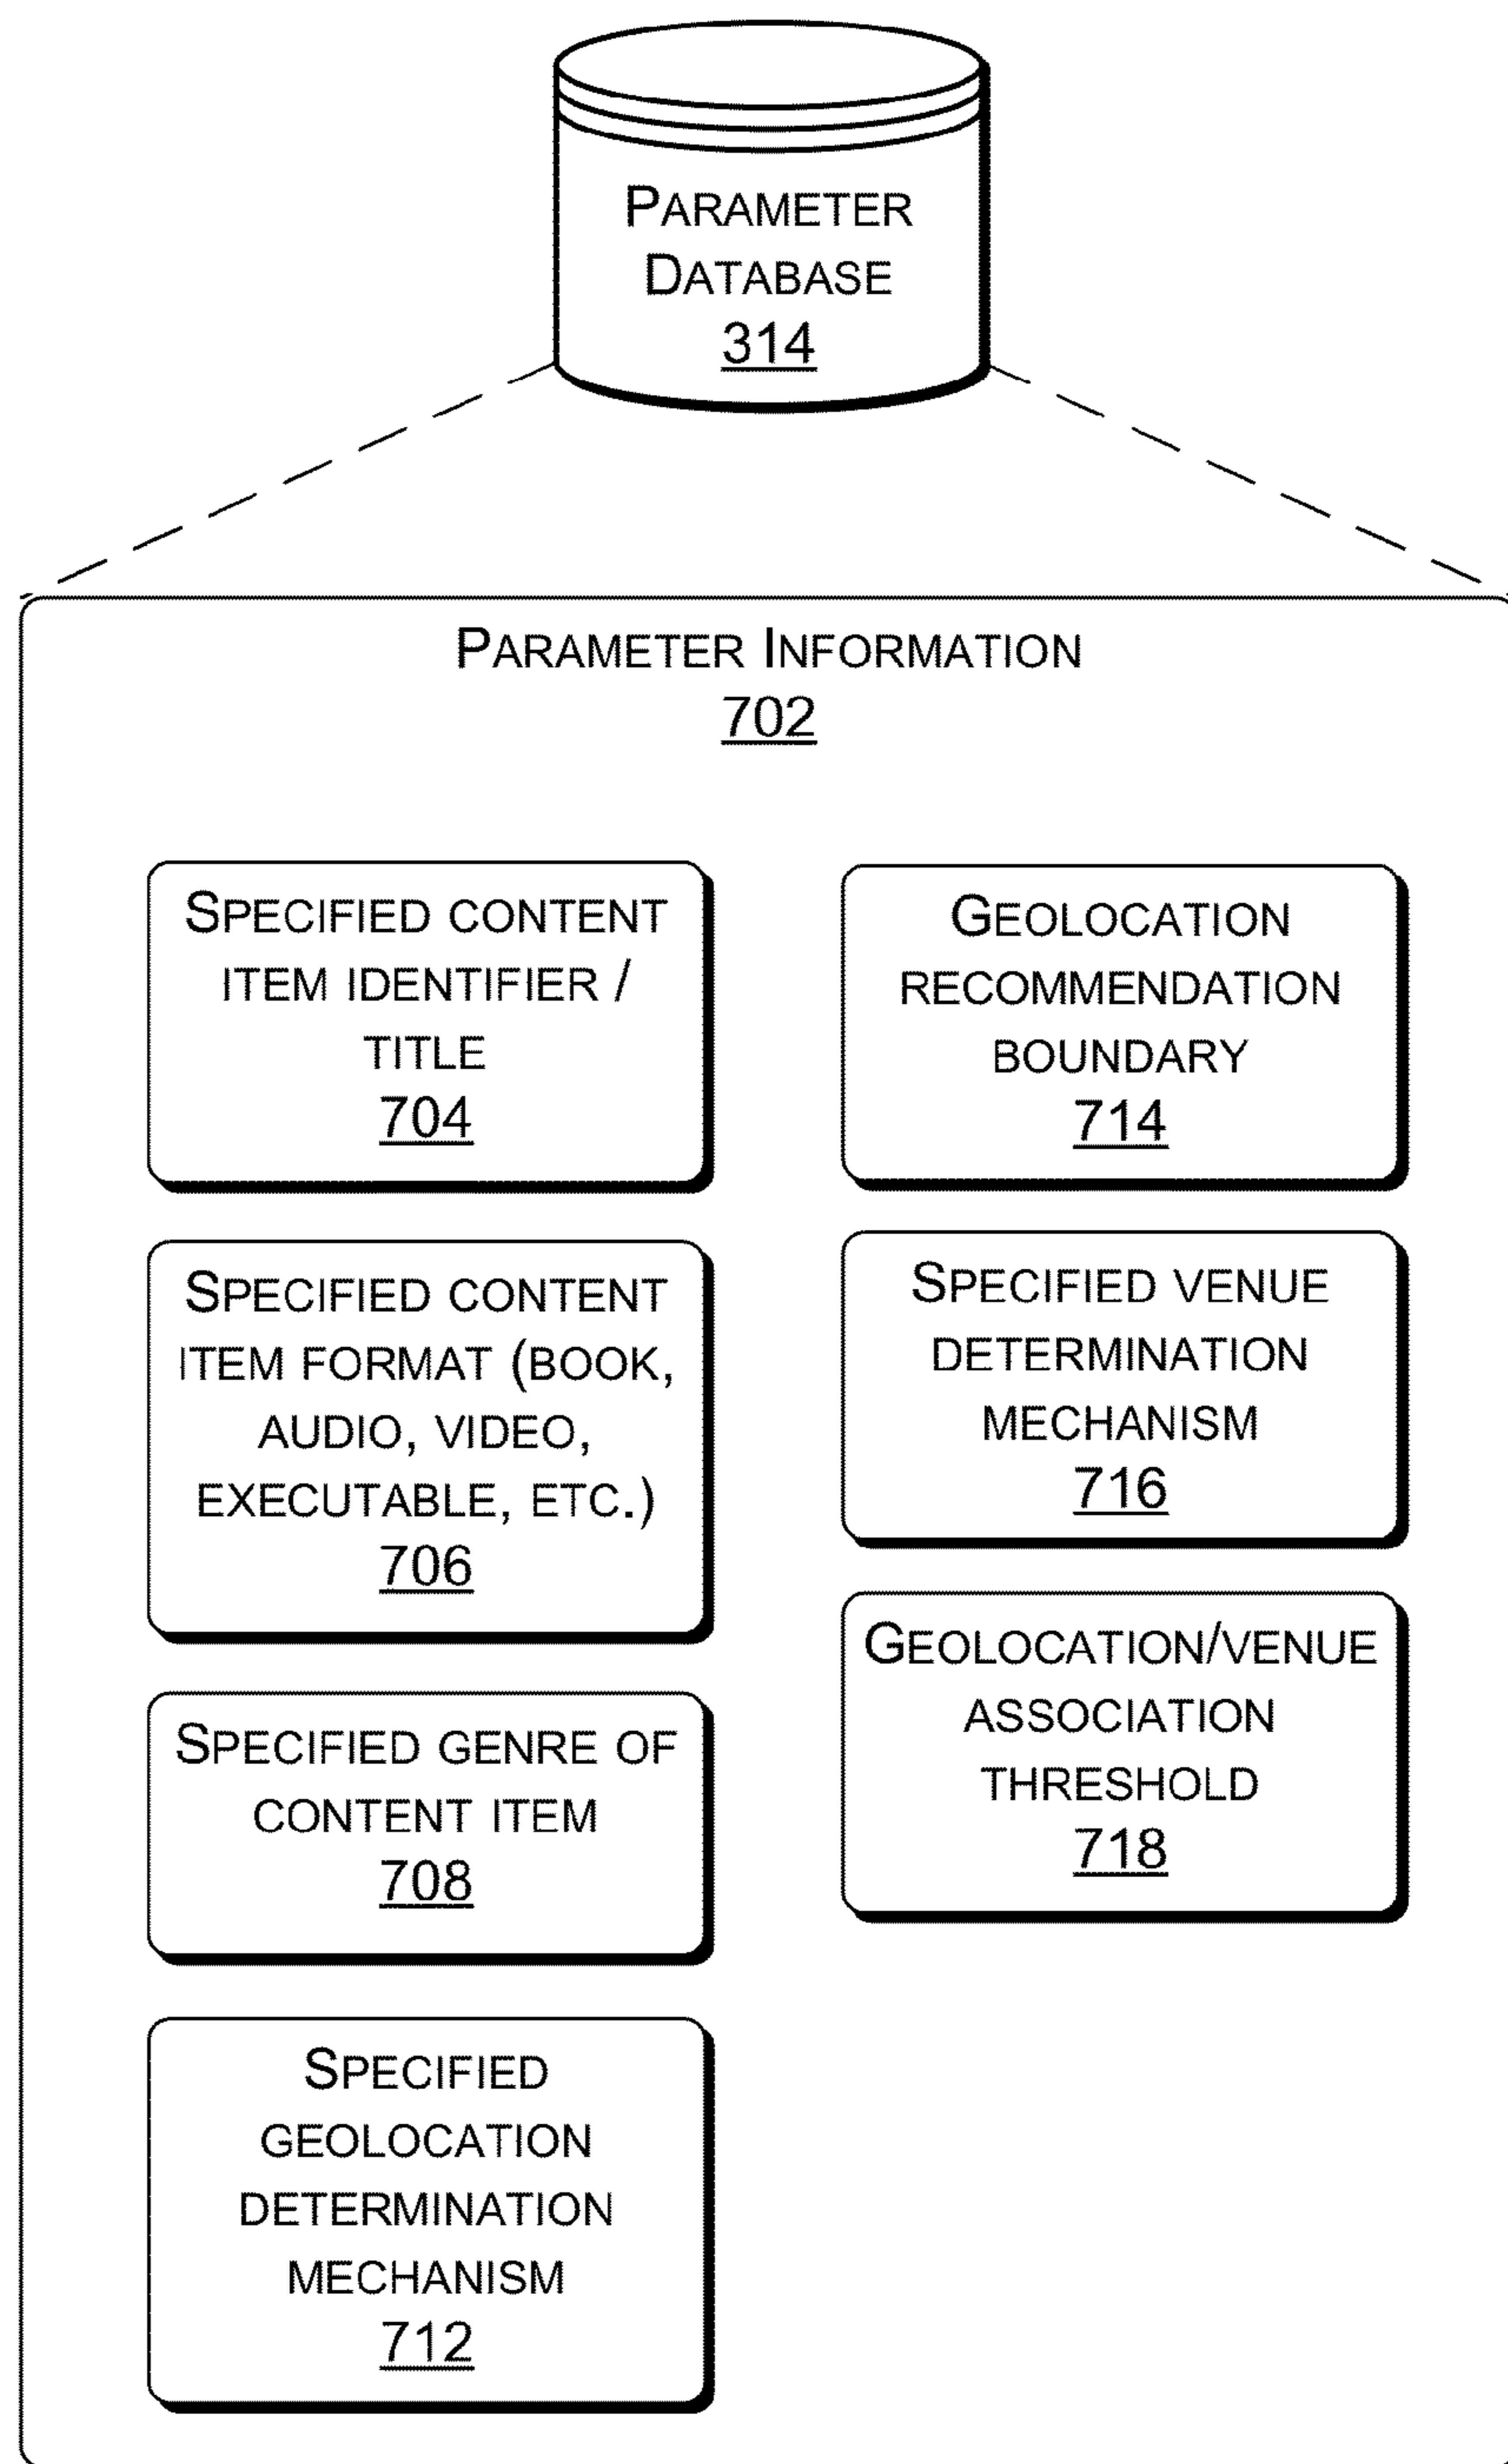 PARAMETER
DATABASE
314
PARAMETER INFORMATION
702
SPECIFIED CONTENT
ITEM IDENTIFIER /
TITLE
704
SPECIFIED CONTENT
ITEM FORMAT (BOOK,
AUDIO, VIDEO,
EXECUTABLE, ETC.)
706
SPECIFIED GENRE OF
CONTENT ITEM
708
SPECIFIED
GEOLOCATION
DETERMINATION
MECHANISM
712
GEOLOCATION
RECOMMENDATION
BOUNDARY
714
SPECIFIED VENUE
DETERMINATION
MECHANISM
716
GEOLOCATION/VENUE
ASSOCIATION
THRESHOLD
718